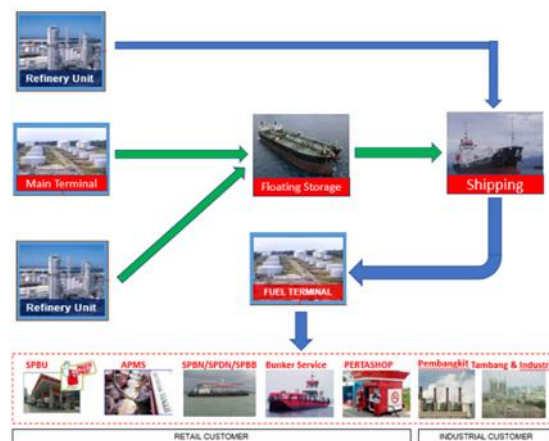 Refinery Unit
Main Terminal
Floating Storage
Shipping
Refinery Unit
FUEL TERMINAL
SPBU
APMS
SPBN/SPDN/SPBB
Bunker Service
PERTASHOP
Pembangkit
Tambang & Industri
RETAIL CUSTOMER
INDUSTRIAL CUSTOMER